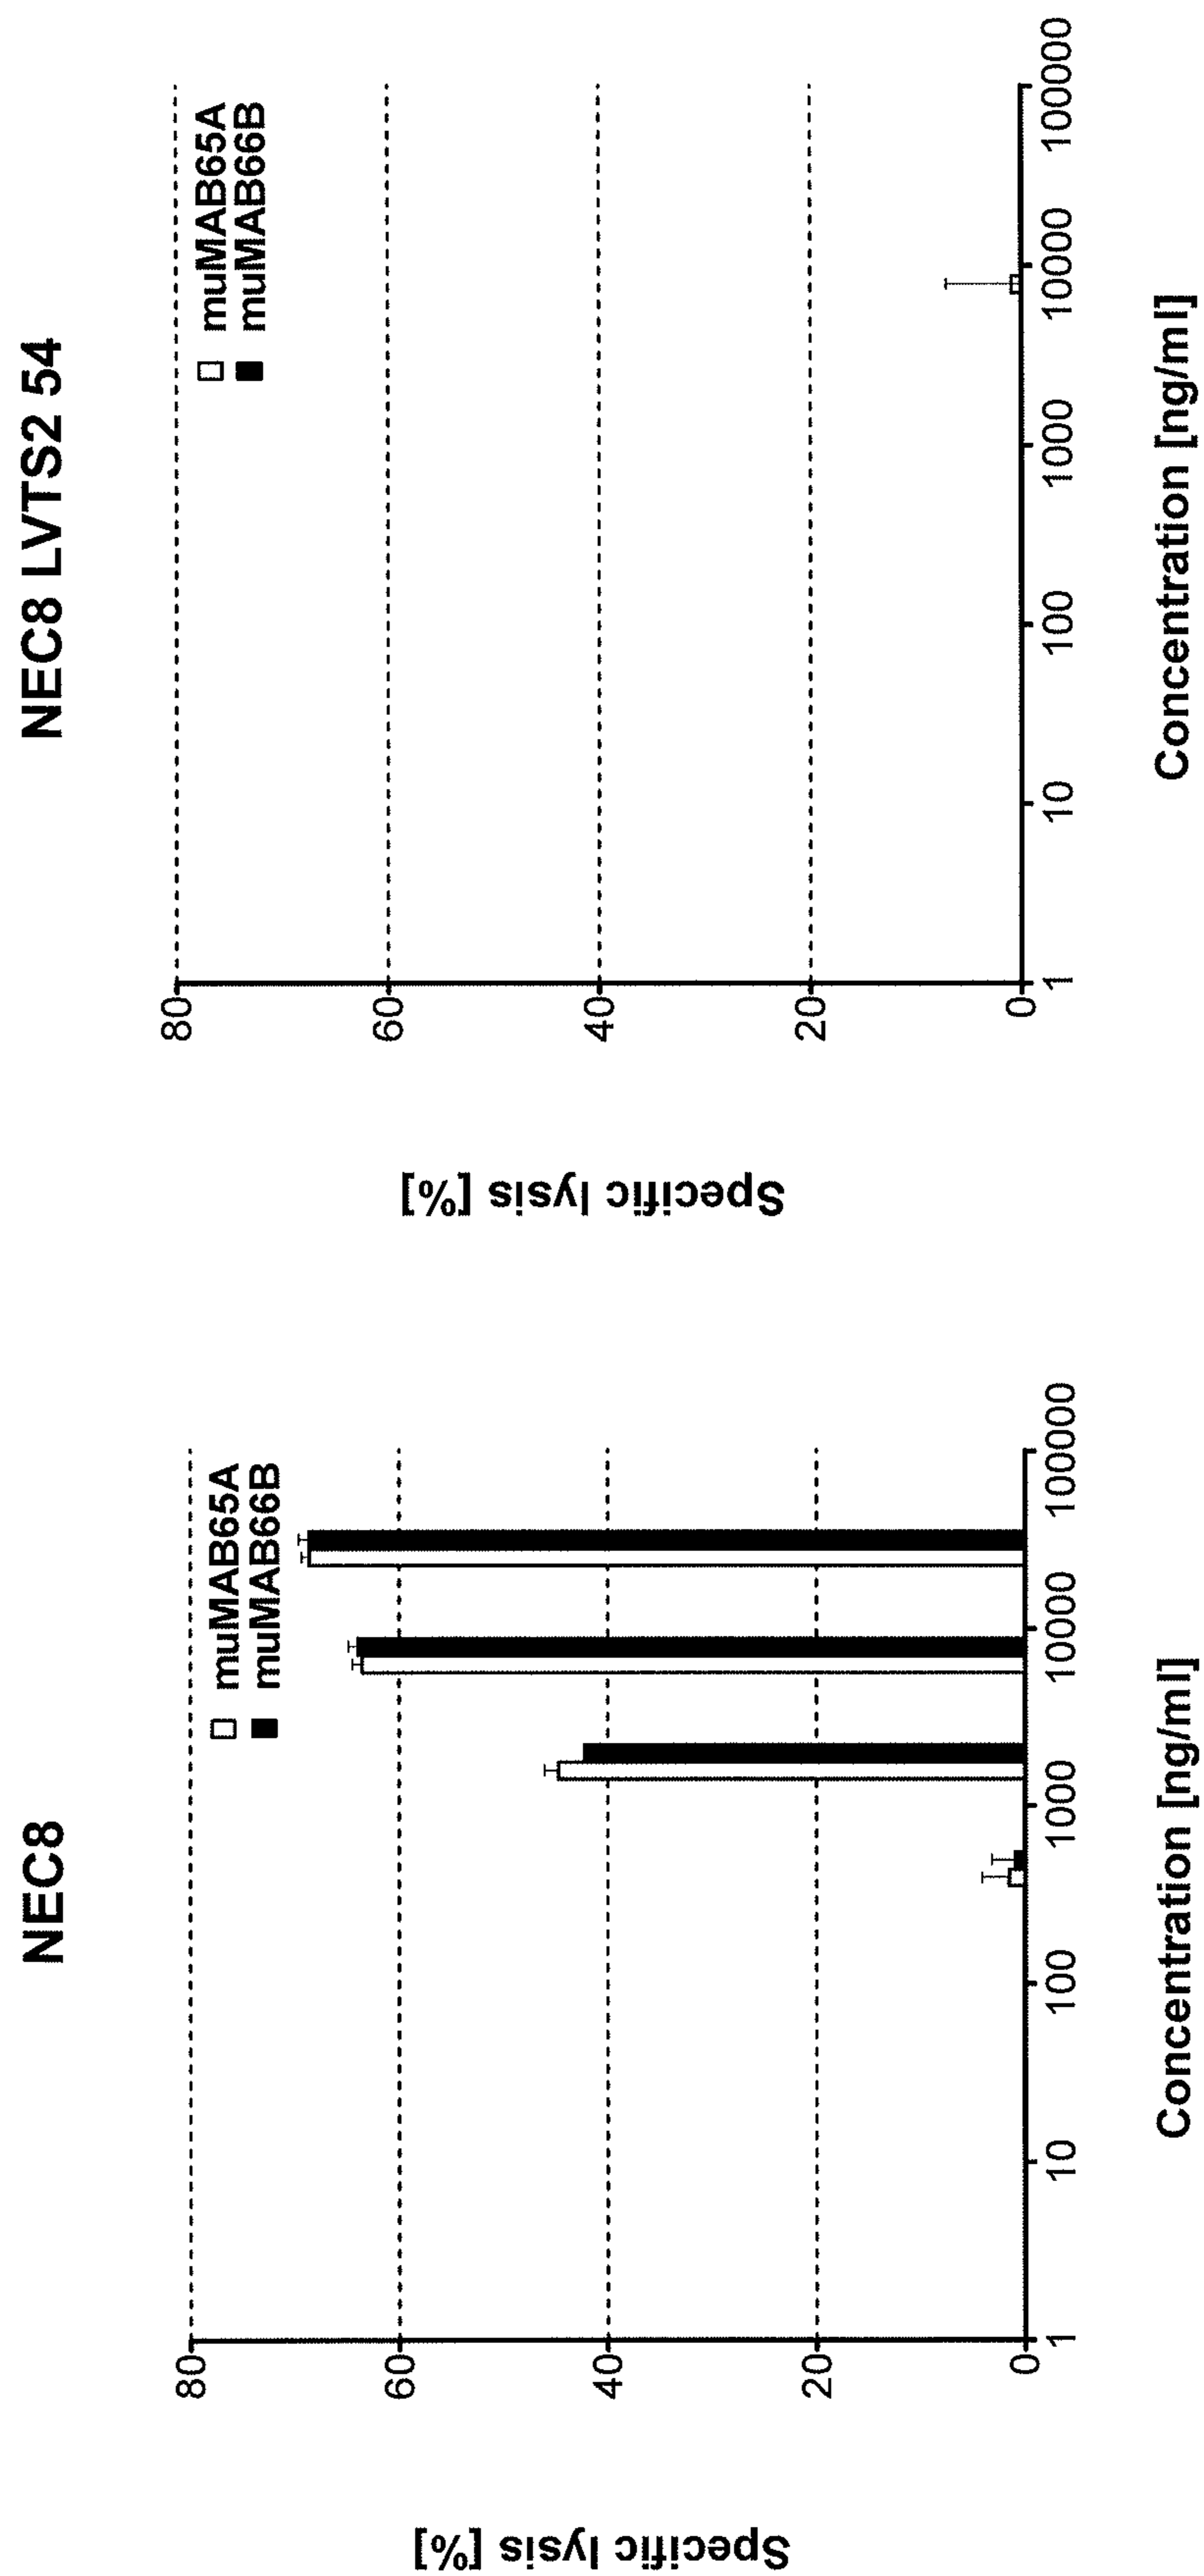 NEC8
muMAB65A
muMAB66B
Specific lysis [%]
80
60
40
20
0
1
10
100
1000
10000
100000
Concentration [ng/ml]
NEC8 LVTS2 54
muMAB65A
muMAB66B
Specific lysis [%]
80
60
40
20
0
1
10
100
1000
10000
100000
Concentration [ng/ml]